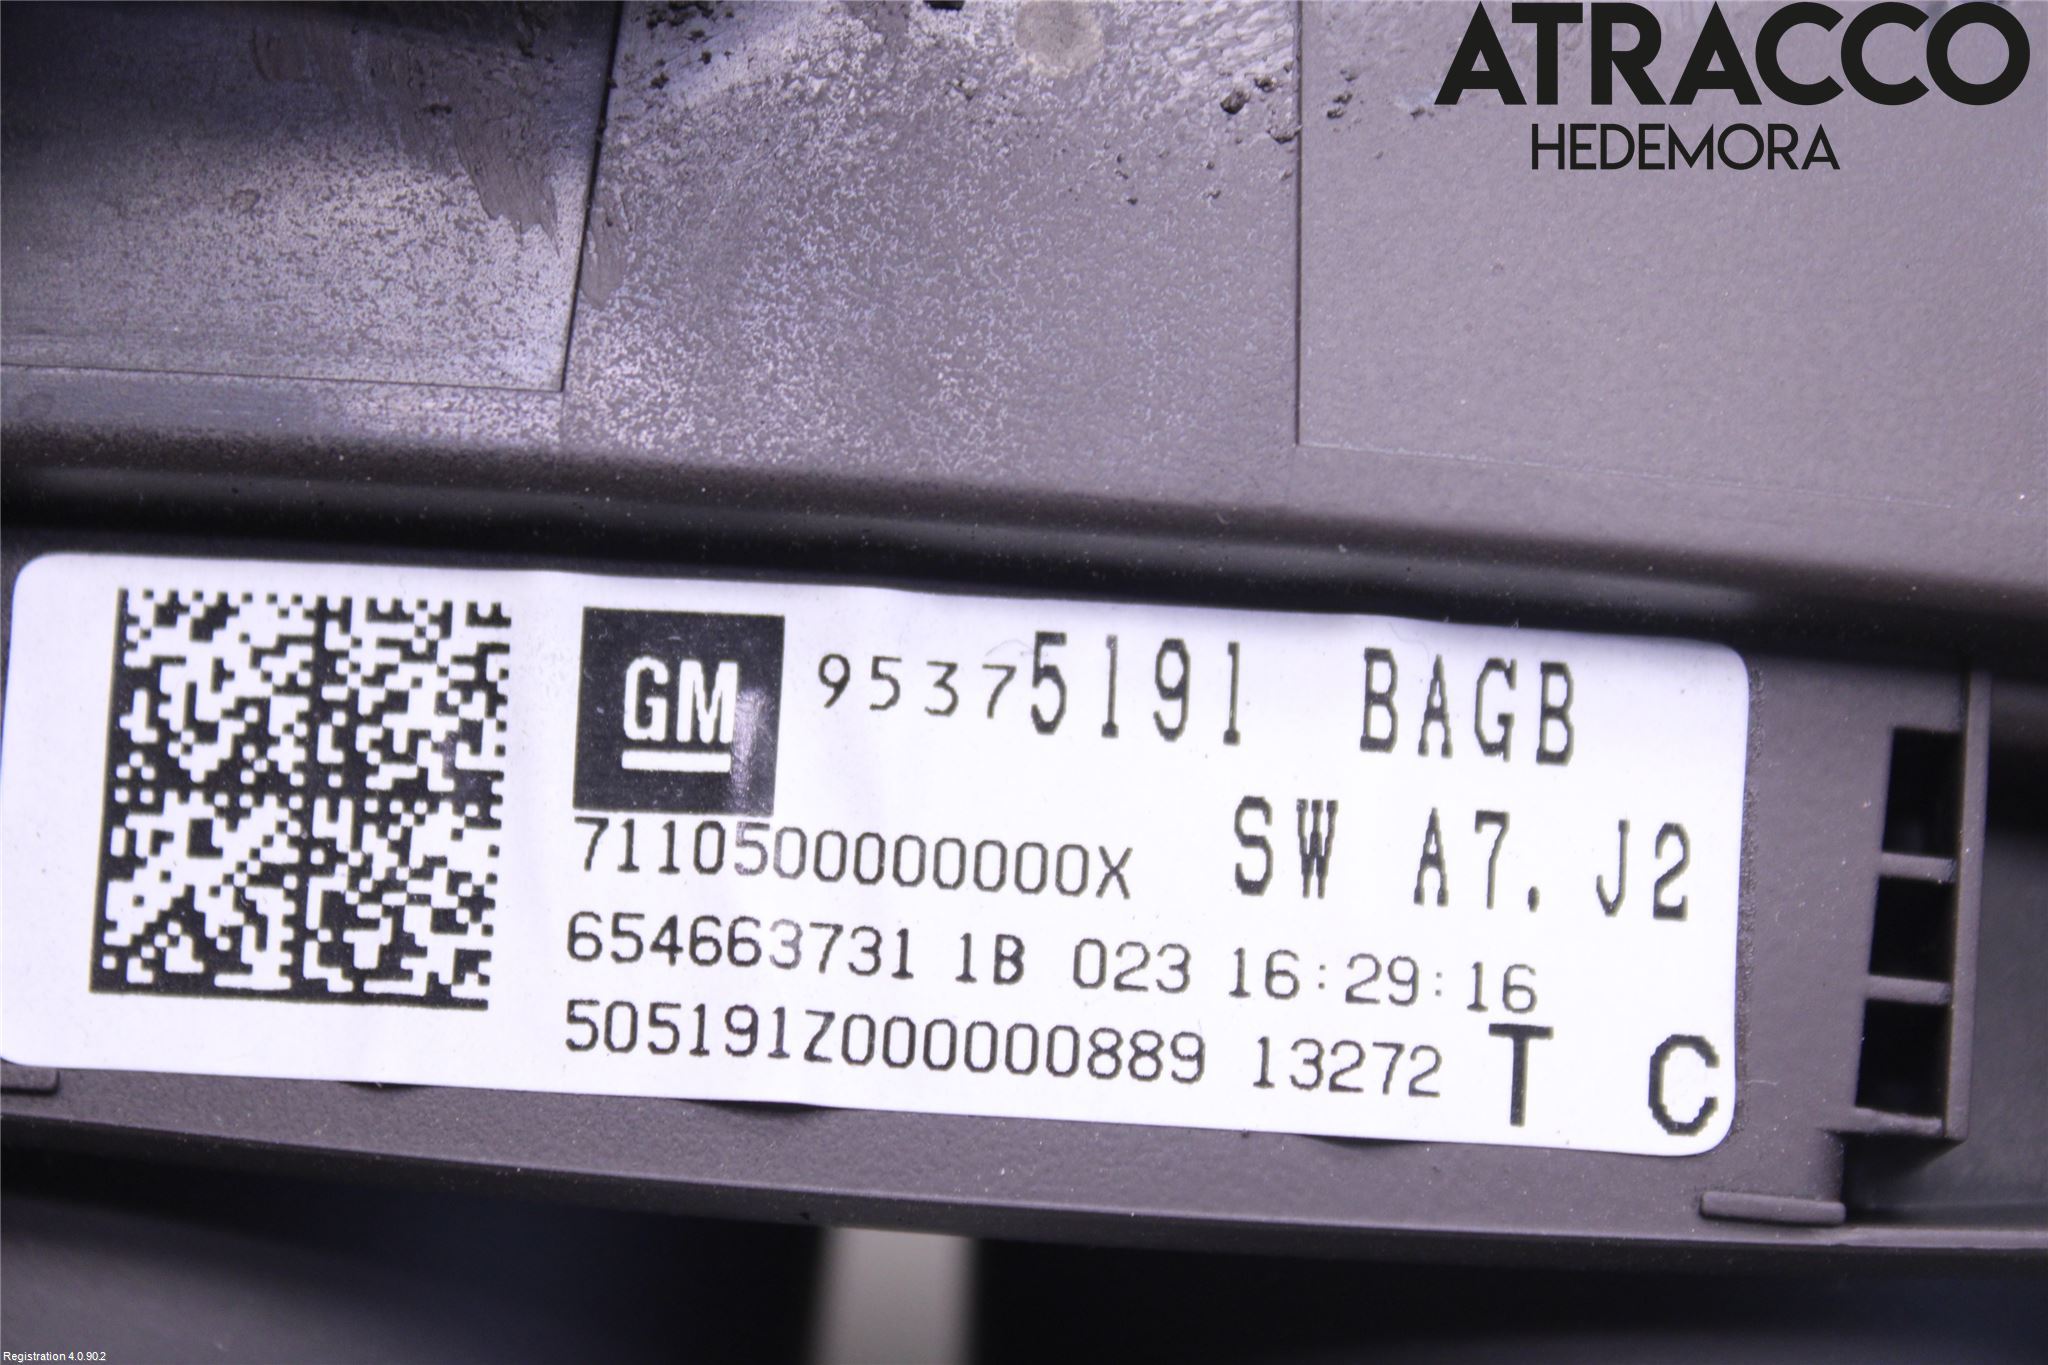 ATRACCO
HEDEMORA
GM 95375191 BAGB
7110500000000X SW A7. J2
654663731 1B 023 16:29:16
505191Z000000889 13272 T C
Registration 4.0.90.2